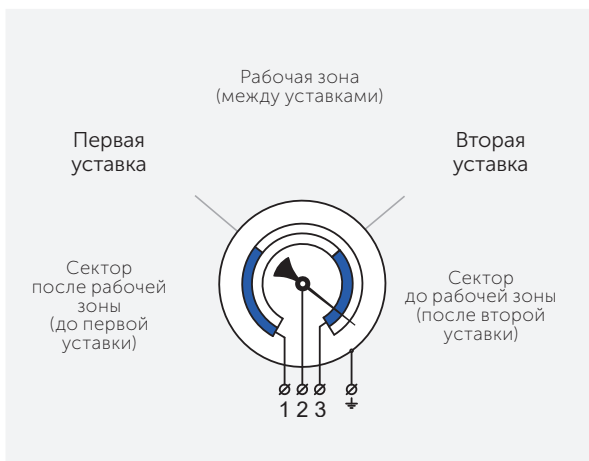 Рабочая зона
(между уставками)
Первая
уставка
Вторая
уставка
Сектор
после рабочей
зоны
(до первой
уставки)
Сектор
до рабочей зоны
(после второй
уставки)
1 2 3